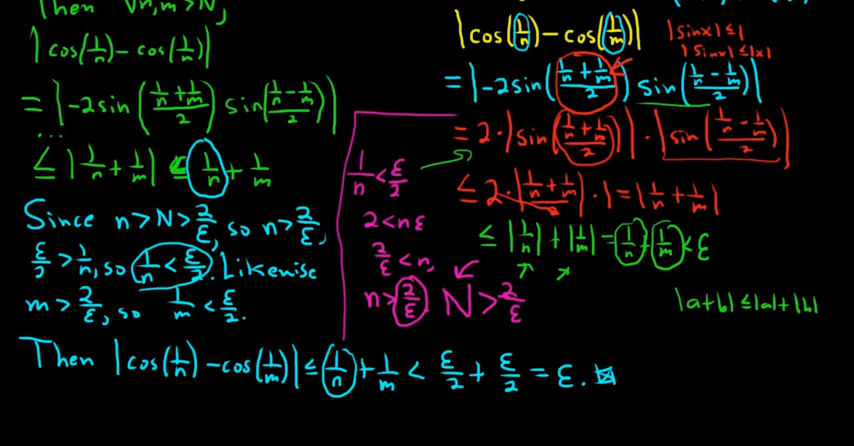 Then ∀n,m>N,
|cos(1/n) - cos(1/m)|
= |-2sin((1/n + 1/m)/2) sin((1/n - 1/m)/2)|
...
≤ |1/n + 1/m| ≤ 1/n + 1/m
Since n>N>2/ε, so n>2/ε,
ε/2 > 1/n, so 1/n < ε/2. Likewise
m > 2/ε, so 1/m < ε/2.
1/n < ε/2
2 < nε
2/ε < n,
n > 2/ε N > 2/ε
|cos(1/n) - cos(1/m)| |sinx| ≤ 1
|sinx| ≤ |x|
= |-2sin((1/n + 1/m)/2) sin((1/n - 1/m)/2)|
= 2·|sin((1/n + 1/m)/2)|·|sin((1/n - 1/m)/2)|
≤ 2·|(1/n + 1/m)/2|·1 = |1/n + 1/m|
≤ |1/n| + |1/m| = 1/n + 1/m < ε
|a+b| ≤ |a|+|b|
Then |cos(1/n) - cos(1/m)| ≤ 1/n + 1/m < ε/2 + ε/2 = ε.